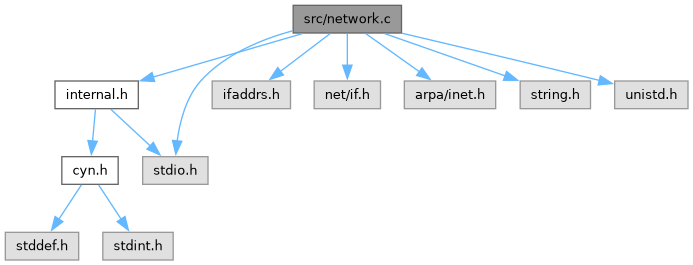 src/network.c
internal.h
ifaddrs.h
net/if.h
arpa/inet.h
string.h
unistd.h
cyn.h
stdio.h
stddef.h
stdint.h